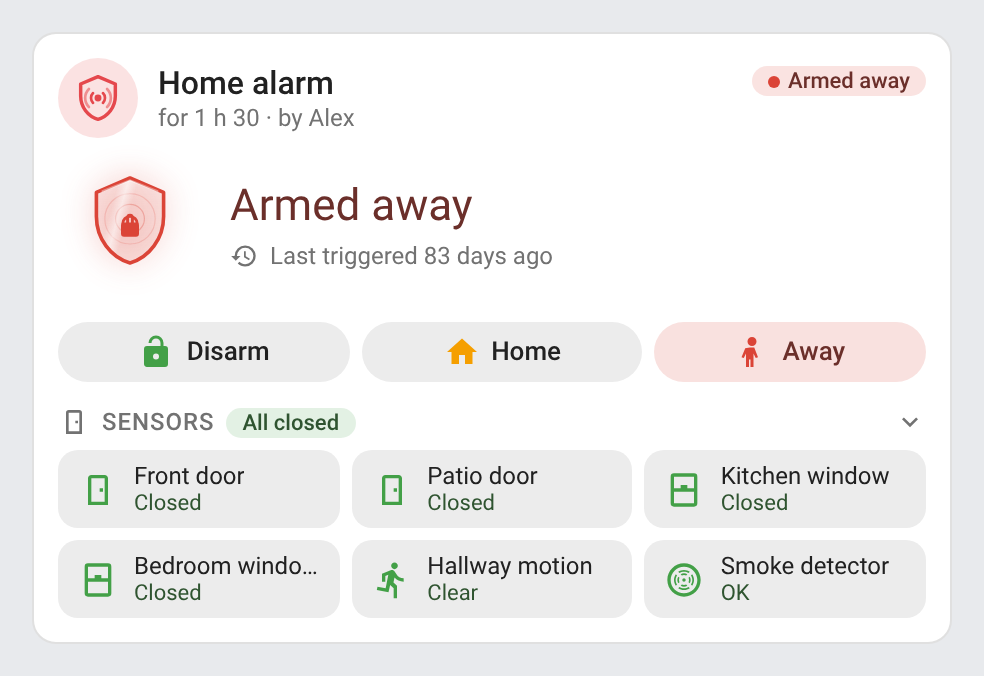 Home alarm
Armed away
for 1 h 30 · by Alex
Armed away
Last triggered 83 days ago
Disarm
Home
Away
SENSORS
All closed
Front door
Closed
Patio door
Closed
Kitchen window
Closed
Bedroom windo…
Closed
Hallway motion
Clear
Smoke detector
OK